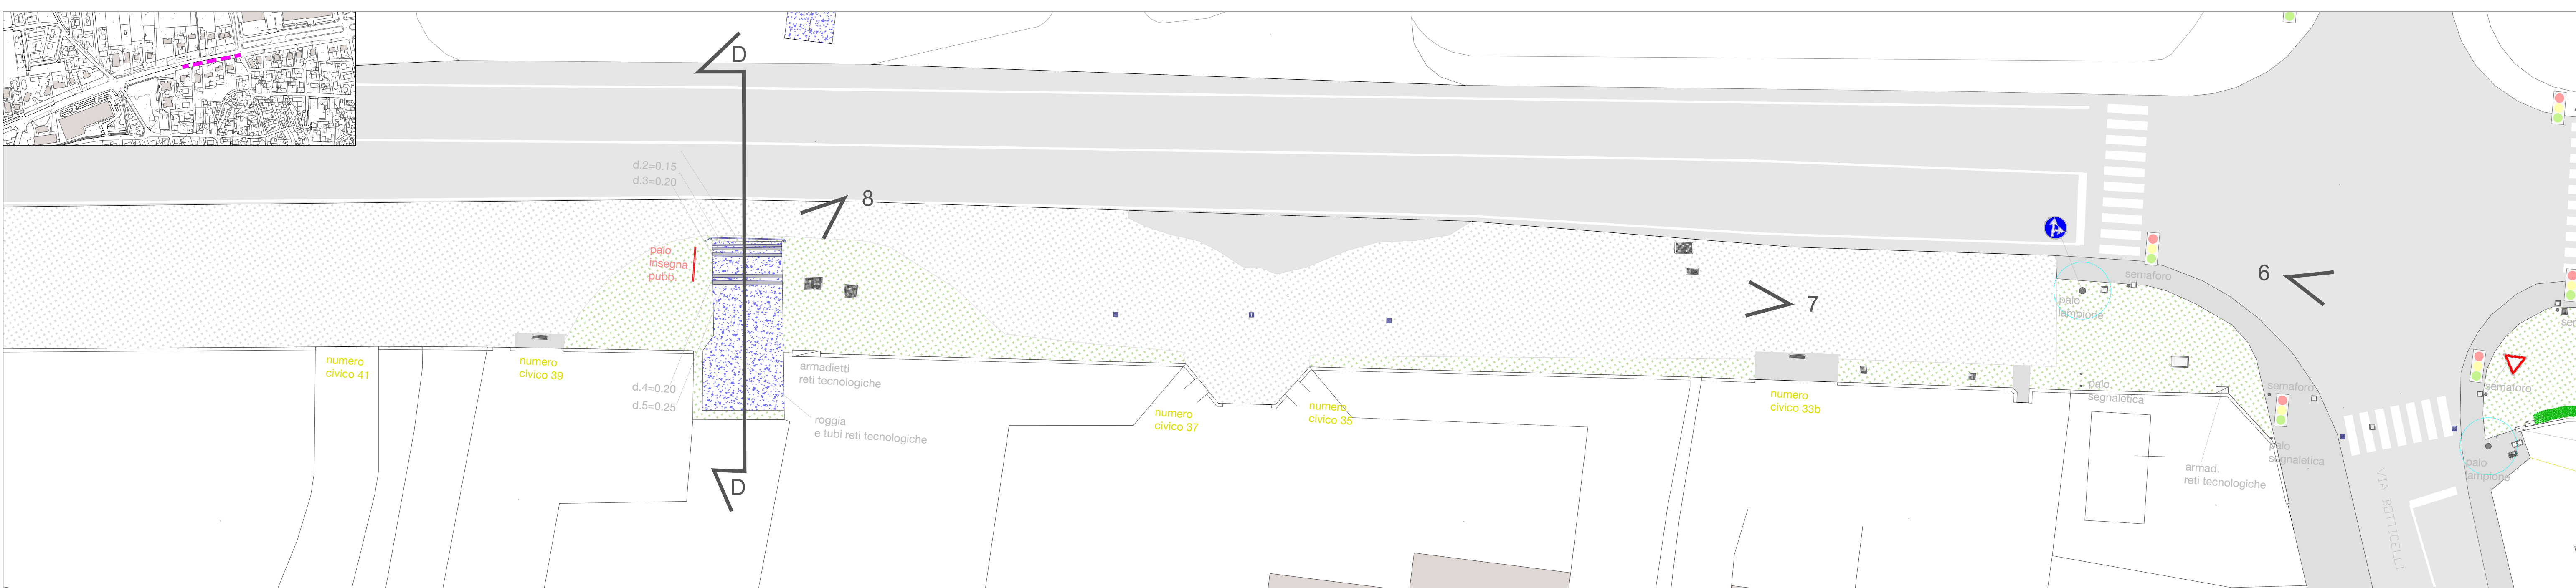 D
d.2=0.15
d.3=0.20
8
palo
insegna
pubb.
6
semaforo
palo
lampione
7
numero
civico 41
numero
civico 39
armadietti
reti tecnologiche
d.4=0.20
d.5=0.25
roggia
e tubi reti tecnologiche
numero
civico 37
numero
civico 35
numero
civico 33b
palo
segnaletica
semaforo
semaforo
palo
segnaletica
armad.
reti tecnologiche
palo
lampione
D
VIA BOTTICELLI